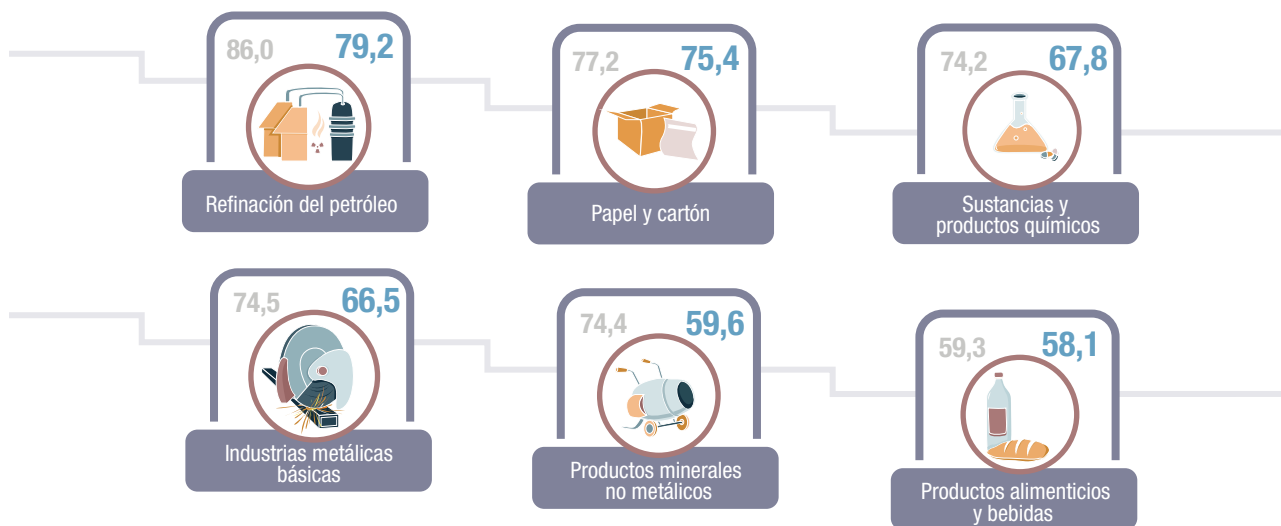 86,0 79,2
Refinación del petróleo
77,2 75,4
Papel y cartón
74,2 67,8
Sustancias y
productos químicos
74,5 66,5
Industrias metálicas
básicas
74,4 59,6
Productos minerales
no metálicos
59,3 58,1
Productos alimenticios
y bebidas